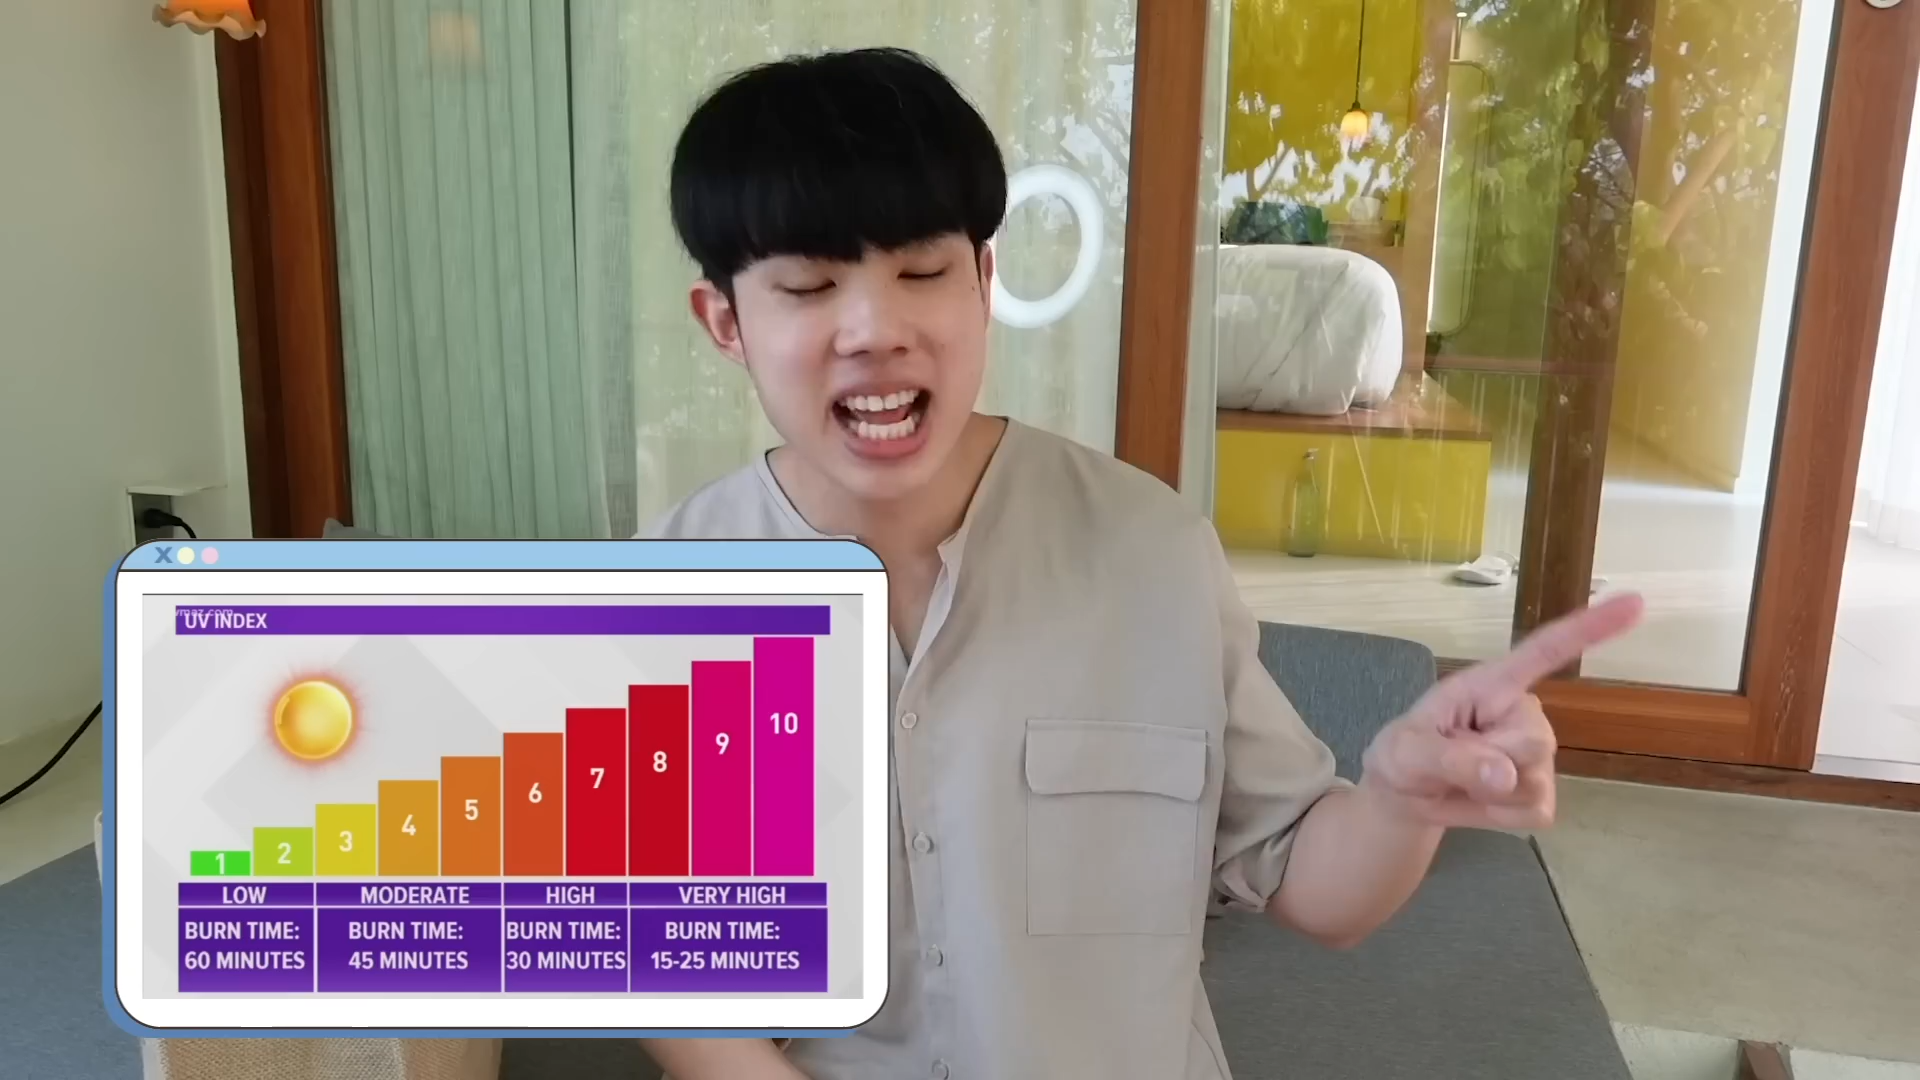 X
UV INDEX
1
2
3
4
5
6
7
8
9
10
LOW MODERATE HIGH VERY HIGH
BURN TIME: BURN TIME: BURN TIME: BURN TIME:
60 MINUTES 45 MINUTES 30 MINUTES 15-25 MINUTES